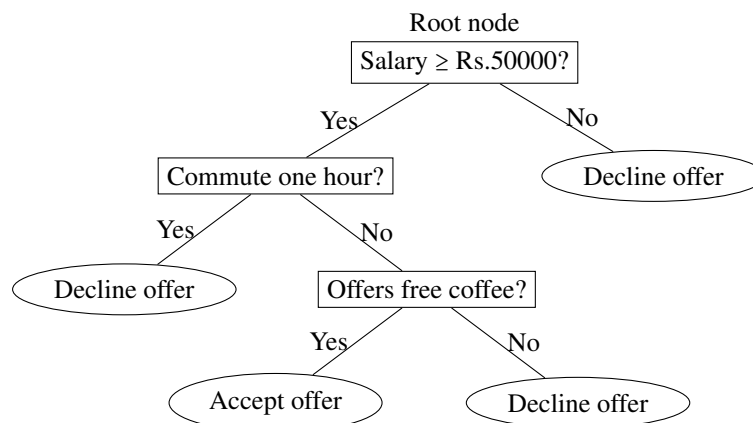 Root node
Salary ≥ Rs.50000?
Yes
No
Commute one hour?
Decline offer
Yes
No
Decline offer
Offers free coffee?
Yes
No
Accept offer
Decline offer